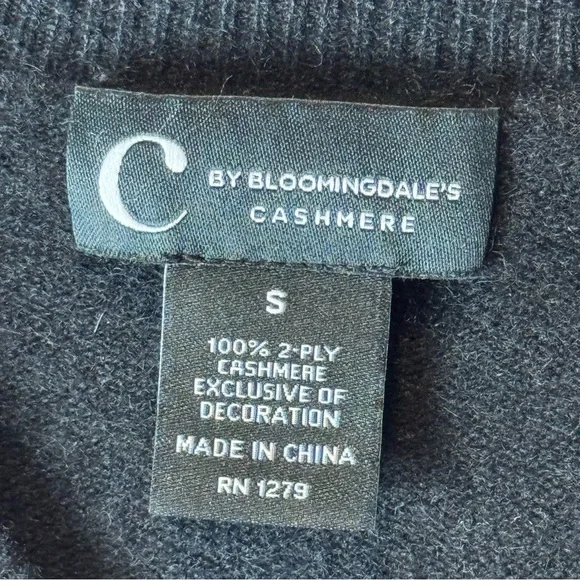 C
BY BLOOMINGDALE'S
CASHMERE
S
100% 2-PLY
CASHMERE
EXCLUSIVE OF
DECORATION
MADE IN CHINA
RN 1279